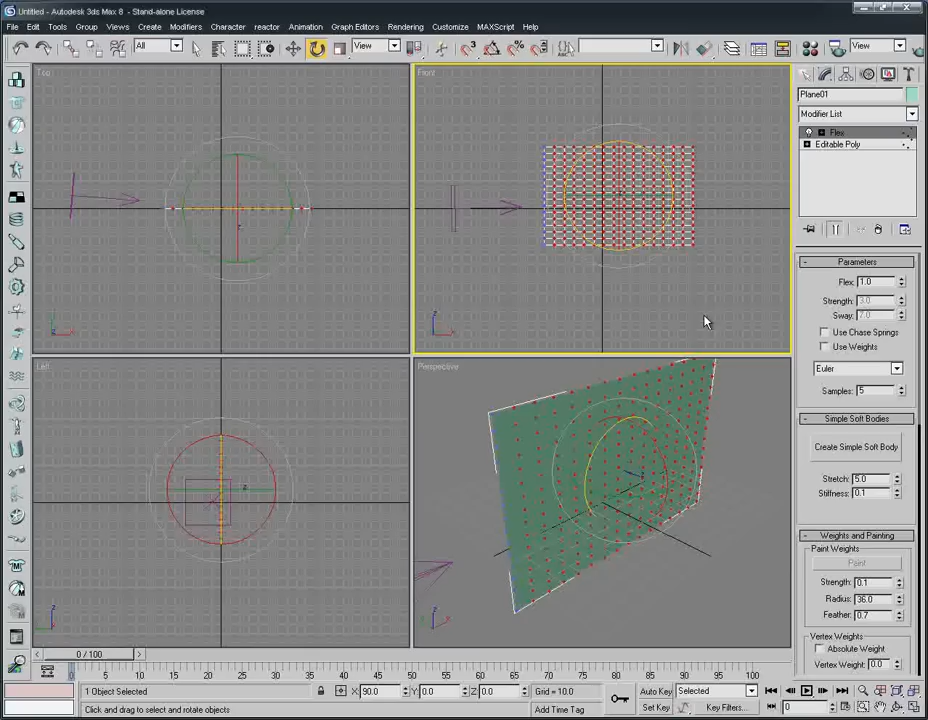 Untitled - Autodesk 3ds Max 8 - Stand-alone License
File Edit Tools Group Views Create Modifiers Character reactor Animation Graph Editors Rendering Customize MAXScript Help
All View View
Top Front
Plane01
Modifier List
Flex
Editable Poly
Parameters
Flex: 1.0
Strength: 3.0
Sway: 7.0
Use Chase Springs
Use Weights
Euler
Samples: 5
Left Perspective
Simple Soft Bodies
Create Simple Soft Body
Stretch: 5.0
Stiffness: 0.1
Weights and Painting
Paint Weights
Paint
Strength: 0.1
Radius: 36.0
Feather: 0.7
Vertex Weights
Absolute Weight
Vertex Weight: 0.0
0 / 100
0 5 10 15 20 25 30 35 40 45 50 55 60 65 70 75 80 85 90 95 100
1 Object Selected X: 90.0 Y: 0.0 Z: 0.0 Grid = 10.0 Auto Key Selected
Click and drag to select and rotate objects Add Time Tag Set Key Key Filters... 0